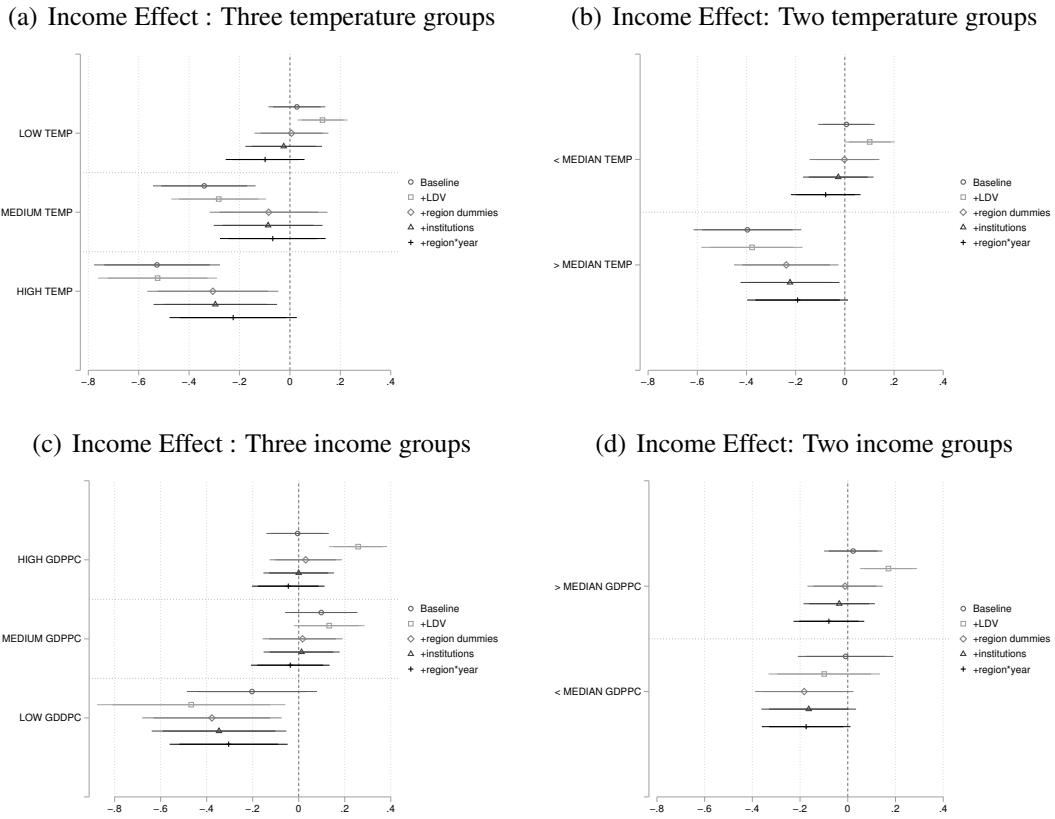 (a) Income Effect : Three temperature groups
LOW TEMP
MEDIUM TEMP
HIGH TEMP
-.8 -.6 -.4 -.2 0 .2 .4
Baseline
+LDV
+region dummies
+institutions
+region*year
(b) Income Effect: Two temperature groups
< MEDIAN TEMP
> MEDIAN TEMP
-.8 -.6 -.4 -.2 0 .2 .4
Baseline
+LDV
+region dummies
+institutions
+region*year
(c) Income Effect : Three income groups
HIGH GDPPC
MEDIUM GDPPC
LOW GDDPC
-.8 -.6 -.4 -.2 0 .2 .4
Baseline
+LDV
+region dummies
+institutions
+region*year
(d) Income Effect: Two income groups
> MEDIAN GDPPC
< MEDIAN GDPPC
-.8 -.6 -.4 -.2 0 .2 .4
Baseline
+LDV
+region dummies
+institutions
+region*year